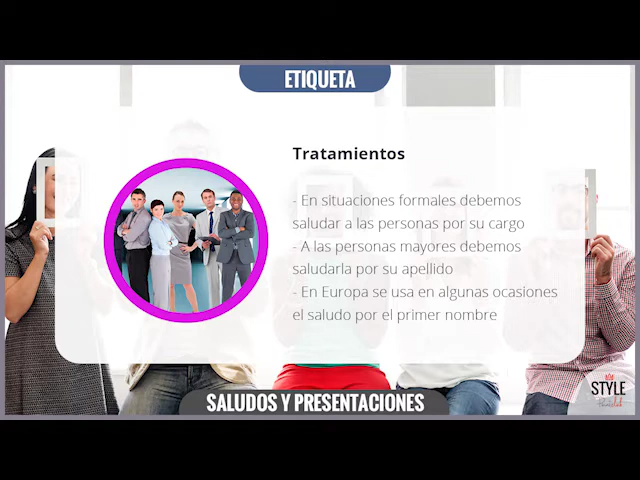 ETIQUETA
Tratamientos
- En situaciones formales debemos
saludar a las personas por su cargo
- A las personas mayores debemos
saludarla por su apellido
- En Europa se usa en algunas ocasiones
el saludo por el primer nombre
SALUDOS Y PRESENTACIONES
STYLE